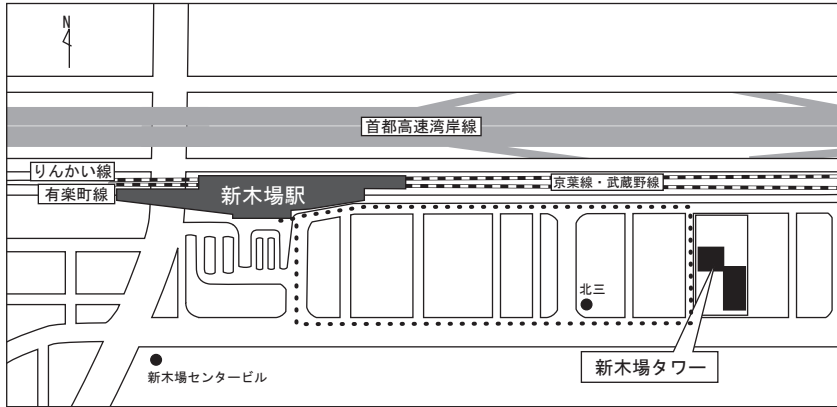 N
首都高速湾岸線
りんかい線
有楽町線
新木場駅
京葉線・武蔵野線
北三
新木場タワー
新木場センタービル